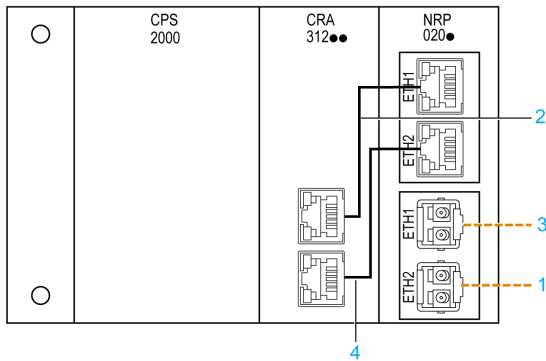 CPS
2000
CRA
312●●
NRP
020●
ETH1
2
ETH2
ETH1
3
ETH2
1
4